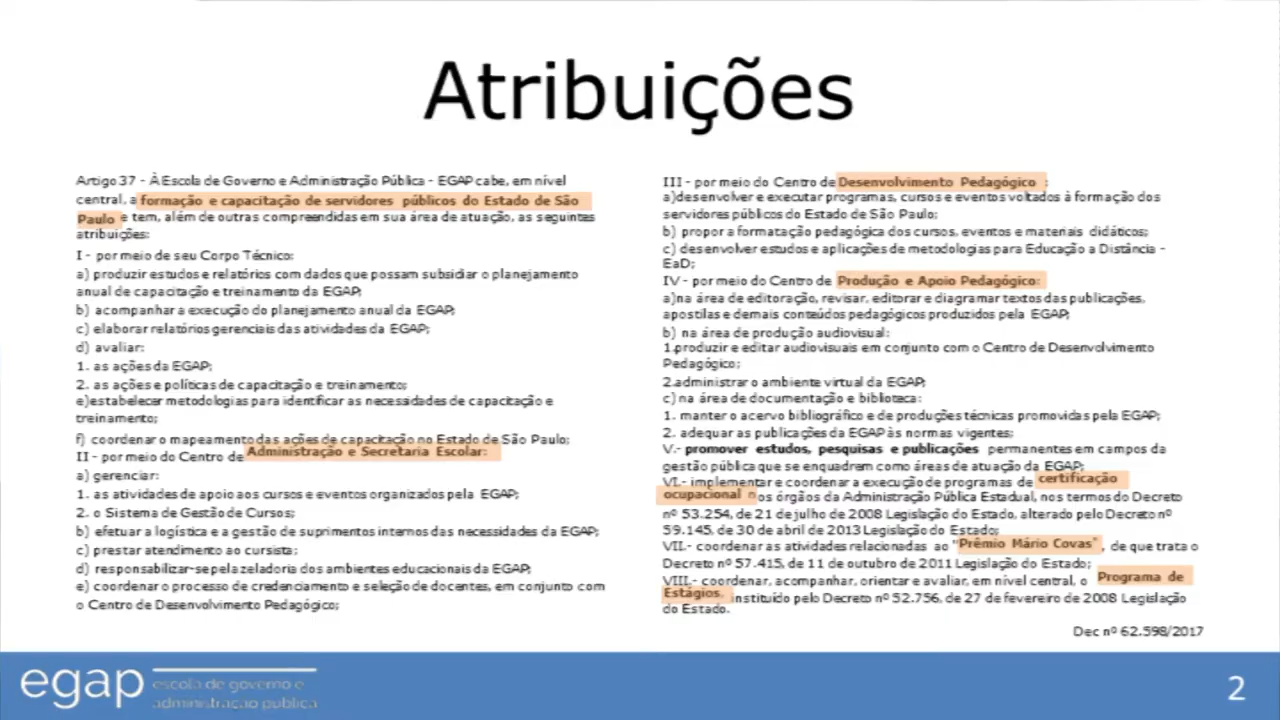 Atribuições
Artigo 37 - À Escola de Governo e Administração Pública - EGAP cabe, em nível
central, a formação e capacitação de servidores públicos do Estado de São
Paulo e tem, além de outras compreendidas em sua área de atuação, as seguintes
atribuições:
I - por meio de seu Corpo Técnico:
a) produzir estudos e relatórios com dados que possam subsidiar o planejamento
anual de capacitação e treinamento da EGAP;
b) acompanhar a execução do planejamento anual da EGAP;
c) elaborar relatórios gerenciais das atividades da EGAP;
d) avaliar:
1. as ações da EGAP;
2. as ações e políticas de capacitação e treinamento;
e)estabelecer metodologias para identificar as necessidades de capacitação e
treinamento;
f) coordenar o mapeamento das ações de capacitação no Estado de São Paulo;
II - por meio do Centro de Administração e Secretaria Escolar:
a) gerenciar:
1. as atividades de apoio aos cursos e eventos organizados pela EGAP;
2. o Sistema de Gestão de Cursos;
b) efetuar a logística e a gestão de suprimentos internos das necessidades da EGAP;
c) prestar atendimento ao cursista;
d) responsabilizar-se pela zeladoria dos ambientes educacionais da EGAP;
e) coordenar o processo de credenciamento e seleção de docentes, em conjunto com
o Centro de Desenvolvimento Pedagógico;
III - por meio do Centro de Desenvolvimento Pedagógico :
a)desenvolver e executar programas, cursos e eventos voltados à formação dos
servidores públicos do Estado de São Paulo;
b) propor a formatação pedagógica dos cursos, eventos e materiais didáticos;
c) desenvolver estudos e aplicações de metodologias para Educação a Distância -
EaD;
IV - por meio do Centro de Produção e Apoio Pedagógico:
a)na área de editoração, revisar, editorar e diagramar textos das publicações,
apostilas e demais conteúdos pedagógicos produzidos pela EGAP;
b) na área de produção audiovisual:
1.produzir e editar audiovisuais em conjunto com o Centro de Desenvolvimento
Pedagógico;
2.administrar o ambiente virtual da EGAP;
c) na área de documentação e biblioteca:
1. manter o acervo bibliográfico e de produções técnicas promovidas pela EGAP;
2. adequar as publicações da EGAP às normas vigentes;
V.- promover estudos, pesquisas e publicações permanentes em campos da
gestão pública que se enquadrem como áreas de atuação da EGAP;
VI.- implementar e coordenar a execução de programas de certificação
ocupacional nos órgãos da Administração Pública Estadual, nos termos do Decreto
nº 53.254, de 21 de julho de 2008 Legislação do Estado, alterado pelo Decreto nº
59.145, de 30 de abril de 2013 Legislação do Estado;
VII.- coordenar as atividades relacionadas ao "Prêmio Mário Covas", de que trata o
Decreto nº 57.415, de 11 de outubro de 2011 Legislação do Estado;
VIII.- coordenar, acompanhar, orientar e avaliar, em nível central, o Programa de
Estágios, instituído pelo Decreto nº 52.756, de 27 de fevereiro de 2008 Legislação
do Estado.
Dec nº 62.598/2017
egap
escola de governo e
administração pública
2